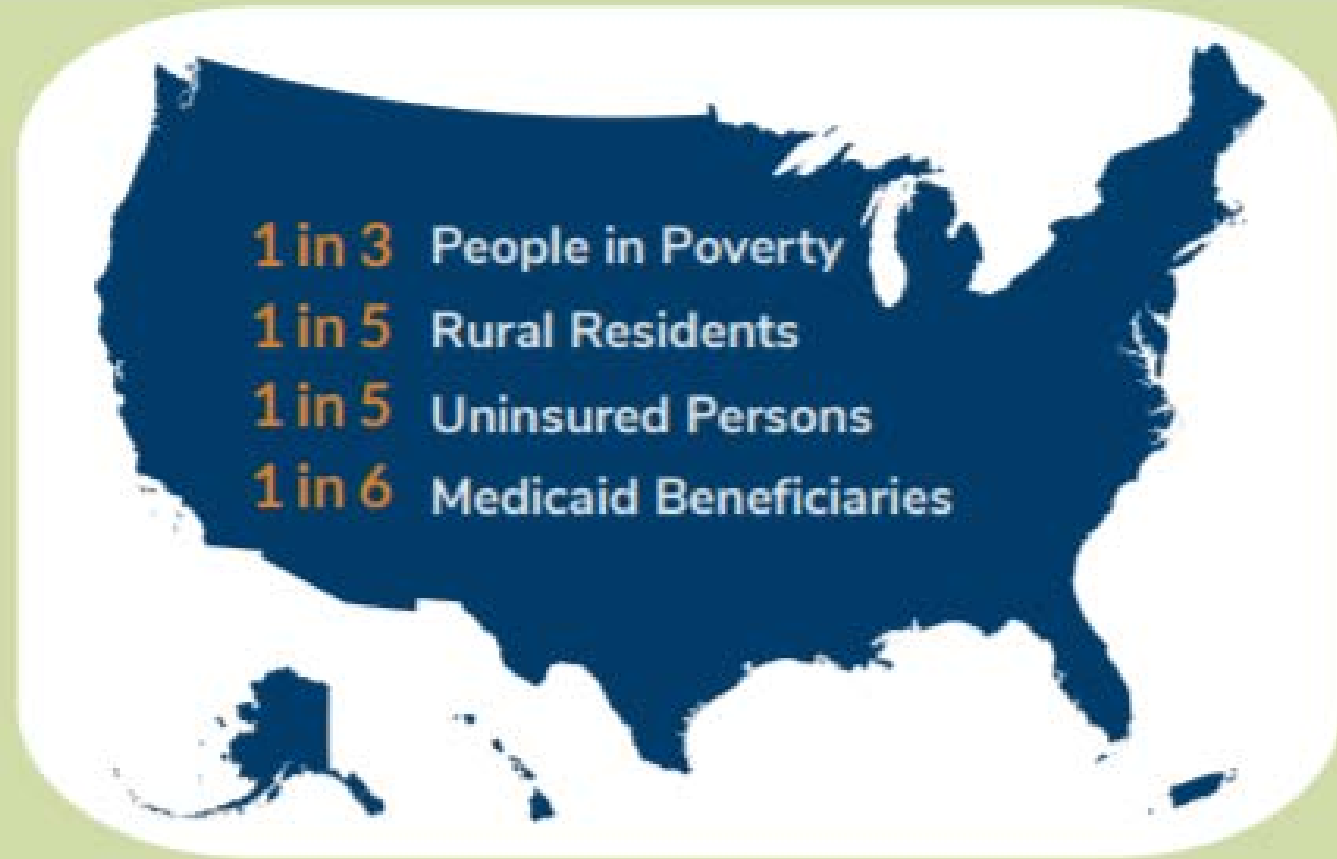 1 in 3 People in Poverty
1 in 5 Rural Residents
1 in 5 Uninsured Persons
1 in 6 Medicaid Beneficiaries